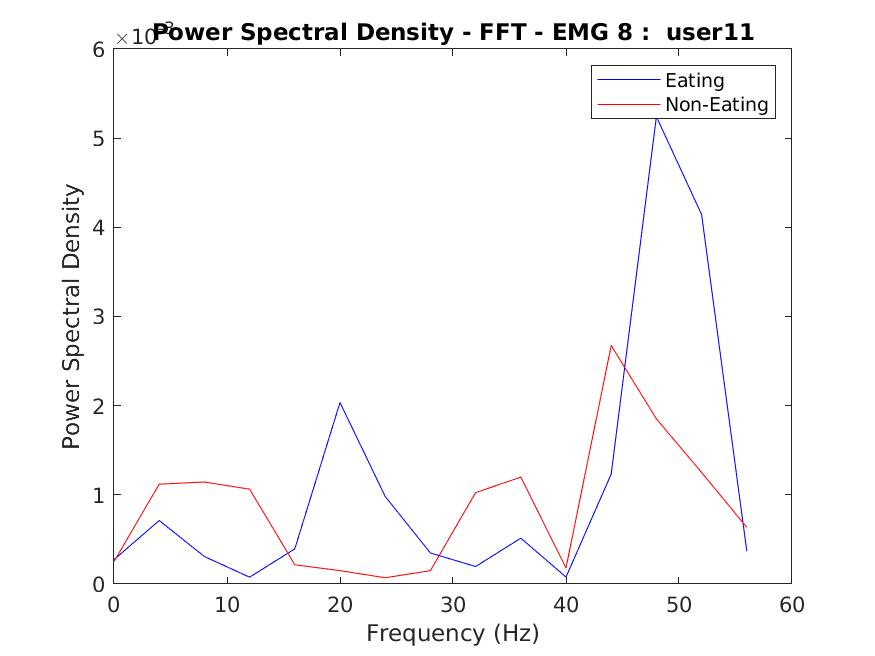 Power Spectral Density - FFT - EMG 8 :  user11
×10
Eating
Non-Eating
6
5
4
3
2
1
0
Power Spectral Density
0 10 20 30 40 50 60
Frequency (Hz)